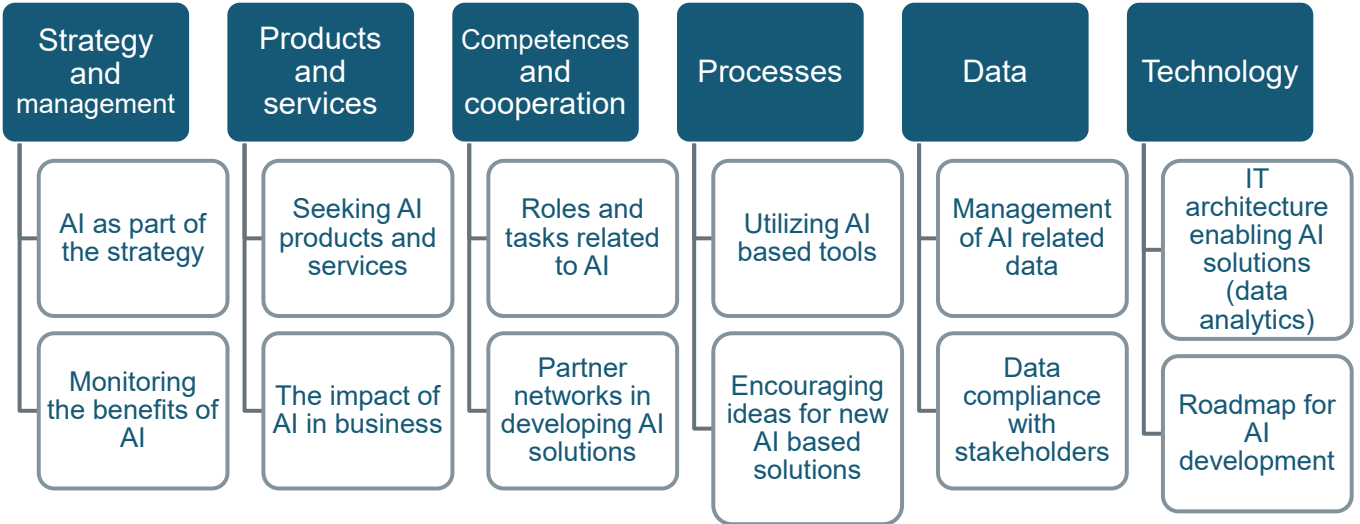 Strategy
and
management
Products
and
services
Competences
and
cooperation
Processes
Data
Technology
AI as part of
the strategy
Seeking AI
products and
services
Roles and
tasks related
to AI
Utilizing AI
based tools
Management
of AI related
data
IT
architecture
enabling AI
solutions
(data
analytics)
Monitoring
the benefits of
AI
The impact of
AI in business
Partner
networks in
developing AI
solutions
Encouraging
ideas for new
AI based
solutions
Data
compliance
with
stakeholders
Roadmap for
AI
development